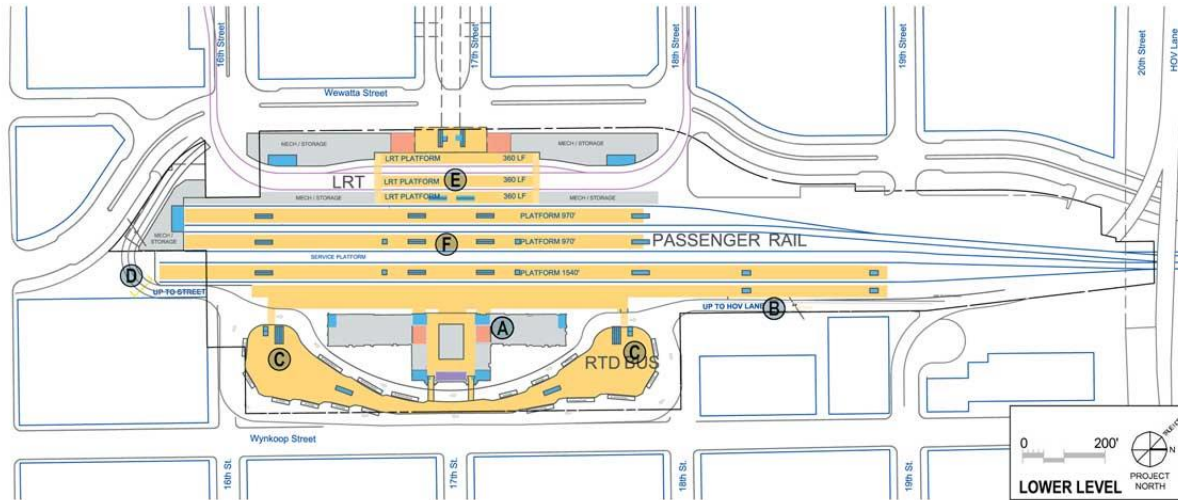 16th Street
17th Street
18th Street
19th Street
20th Street
HOV Lane
Wewatta Street
MECH / STORAGE
MECH / STORAGE
LRT PLATFORM 360 LF
LRT
LRT PLATFORM
E
360 LF
LRT PLATFORM 360 LF
MECH / STORAGE
MECH / STORAGE
PLATFORM 970'
MECH /
STORAGE
F
PLATFORM 970'
PASSENGER RAIL
SERVICE PLATFORM
D
PLATFORM 1540'
UP TO STREET
UP TO HOV LANE
B
A
C
C
RTD BUS
Wynkoop Street
16th St.
17th St.
18th St.
19th St.
0 200'
N
LOWER LEVEL
PROJECT
NORTH